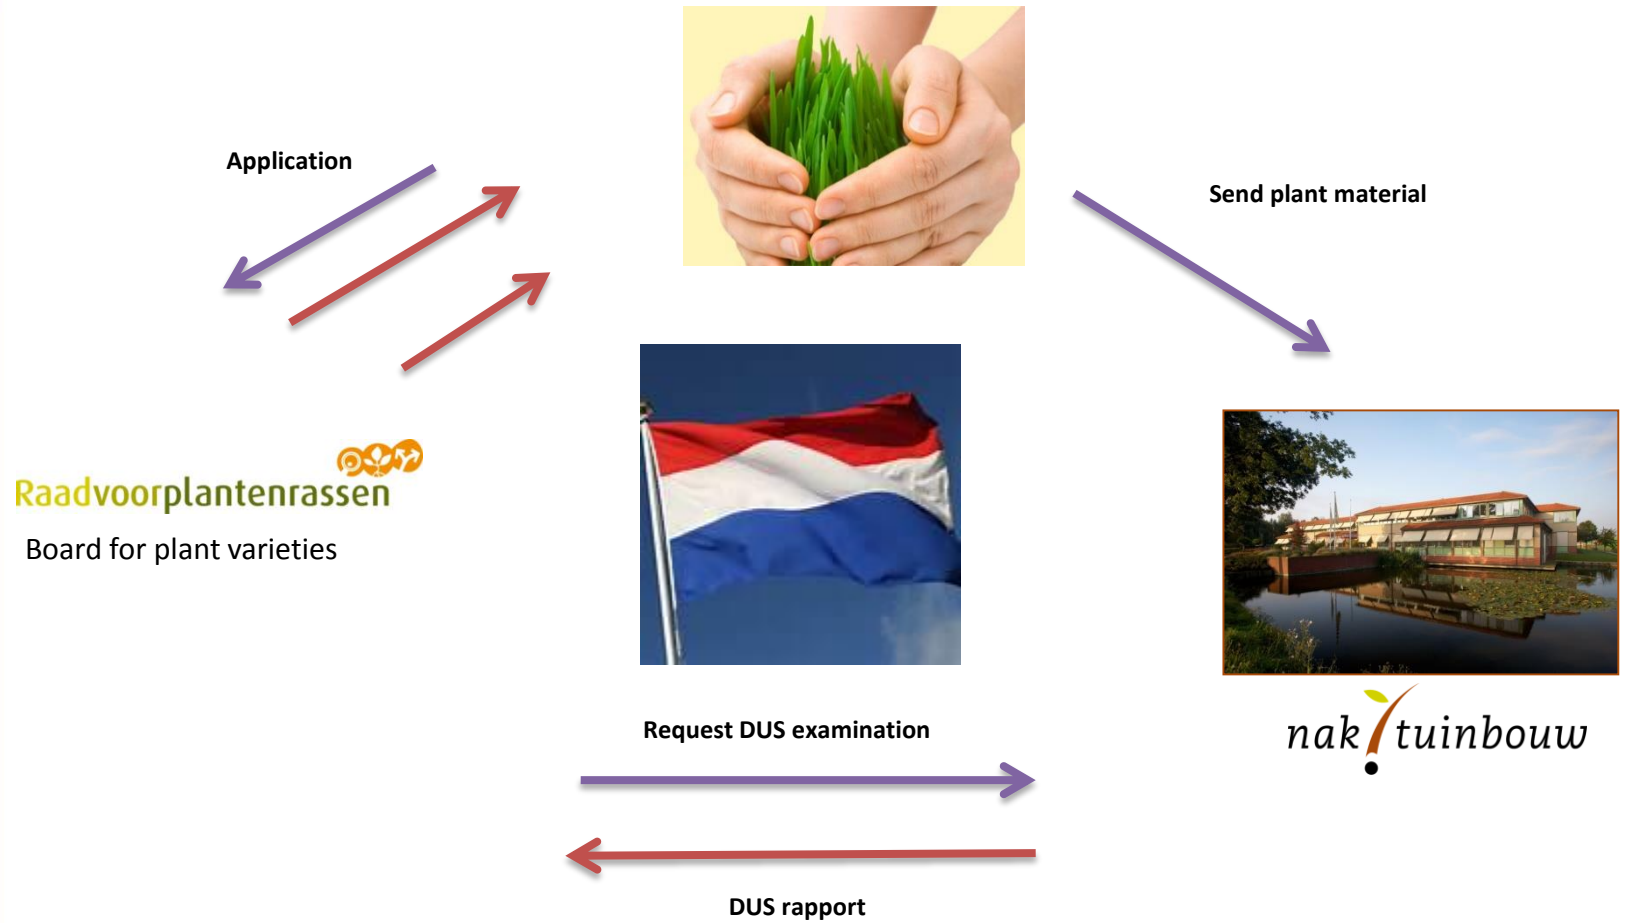 Application
Send plant material
Raadvoorplantenrassen
Board for plant varieties
Request DUS examination
nak tuinbouw
DUS rapport